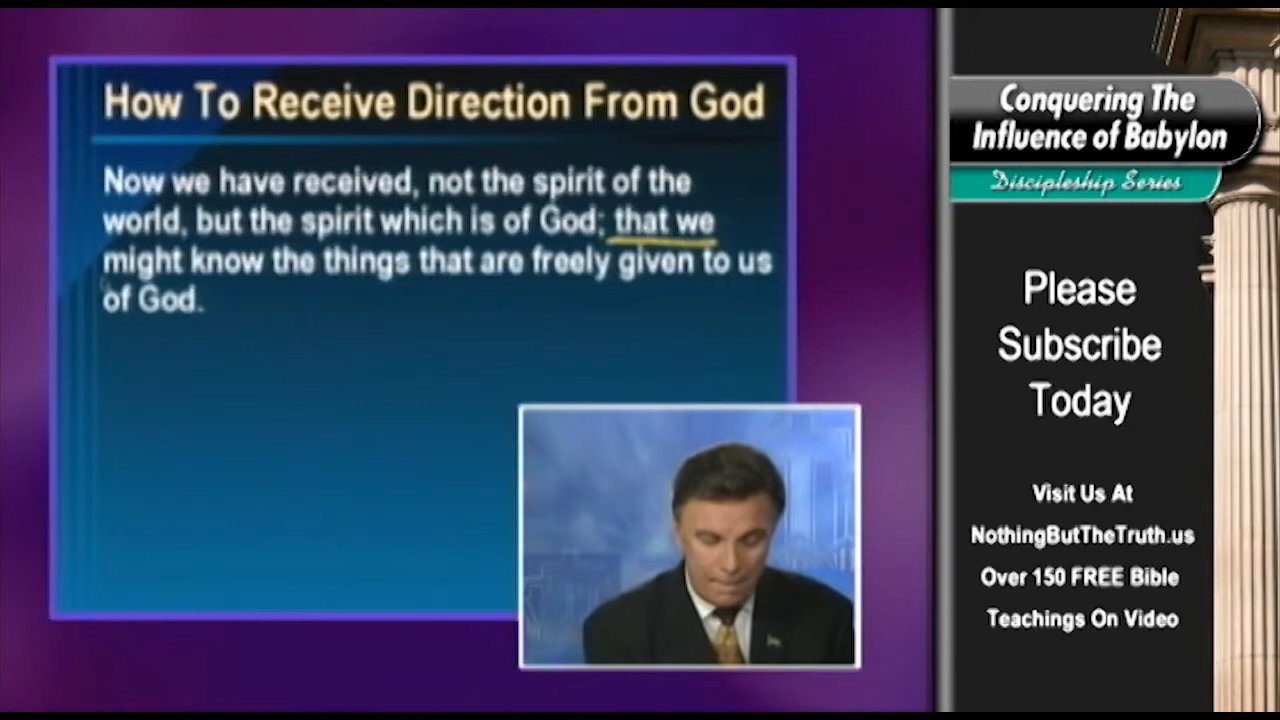 How To Receive Direction From God
Now we have received, not the spirit of the
world, but the spirit which is of God; that we
might know the things that are freely given to us
of God.
Conquering The
Influence of Babylon
Discipleship Series
Please
Subscribe
Today
Visit Us At
NothingButTheTruth.us
Over 150 FREE Bible
Teachings On Video